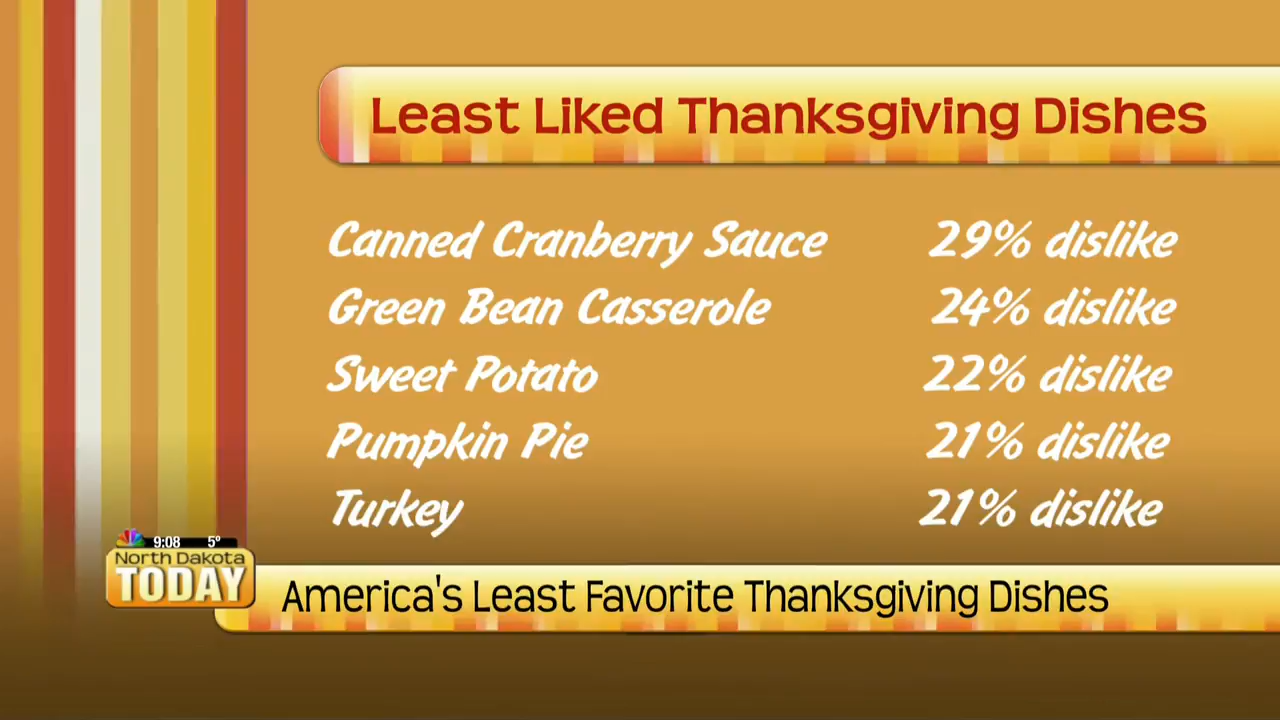 Least Liked Thanksgiving Dishes
Canned Cranberry Sauce 29% dislike
Green Bean Casserole 24% dislike
Sweet Potato 22% dislike
Pumpkin Pie 21% dislike
Turkey 21% dislike
9:08 5°
North Dakota
TODAY
America's Least Favorite Thanksgiving Dishes